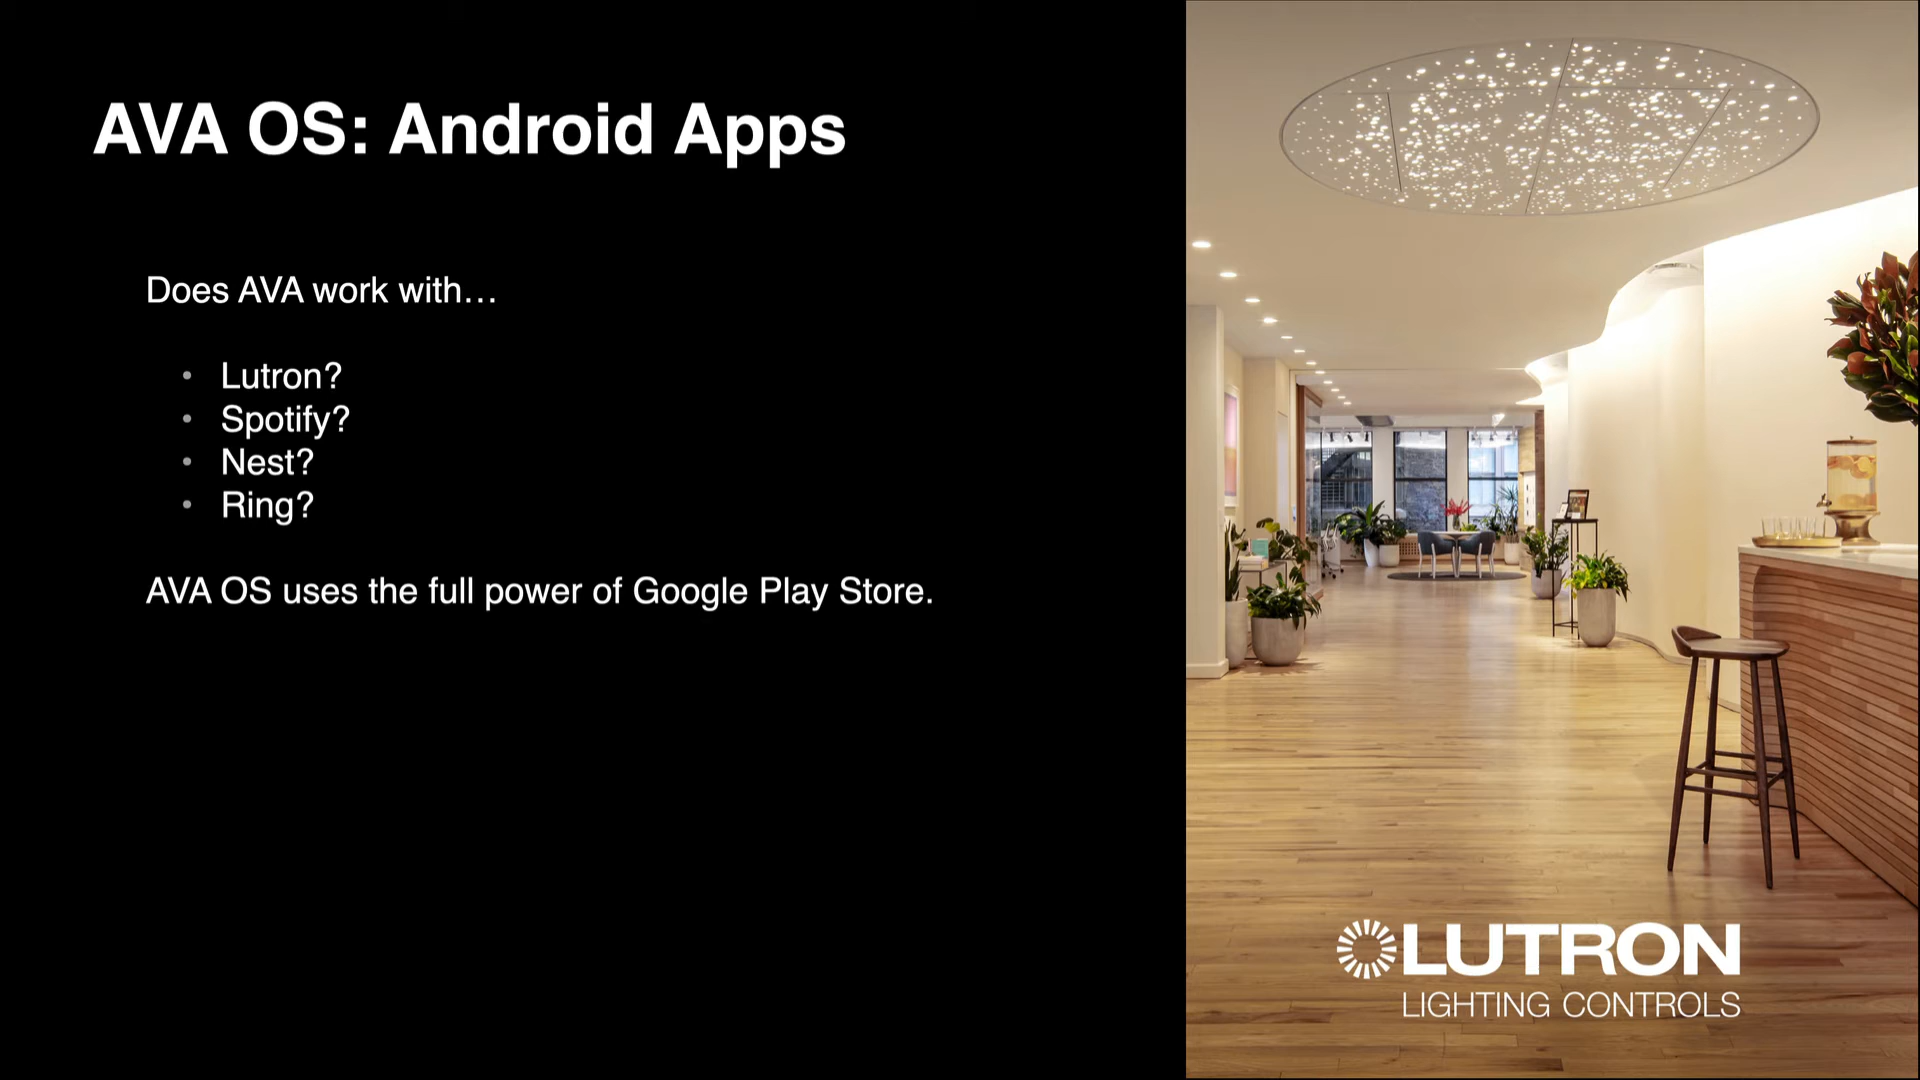 AVA OS: Android Apps
Does AVA work with…
• Lutron?
• Spotify?
• Nest?
• Ring?
AVA OS uses the full power of Google Play Store.
LUTRON
LIGHTING CONTROLS